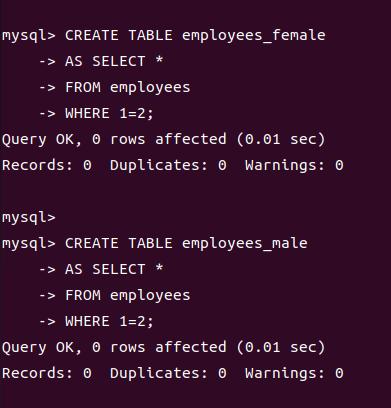 mysql> CREATE TABLE employees_female
    -> AS SELECT *
    -> FROM employees
    -> WHERE 1=2;
Query OK, 0 rows affected (0.01 sec)
Records: 0  Duplicates: 0  Warnings: 0

mysql>
mysql> CREATE TABLE employees_male
    -> AS SELECT *
    -> FROM employees
    -> WHERE 1=2;
Query OK, 0 rows affected (0.01 sec)
Records: 0  Duplicates: 0  Warnings: 0